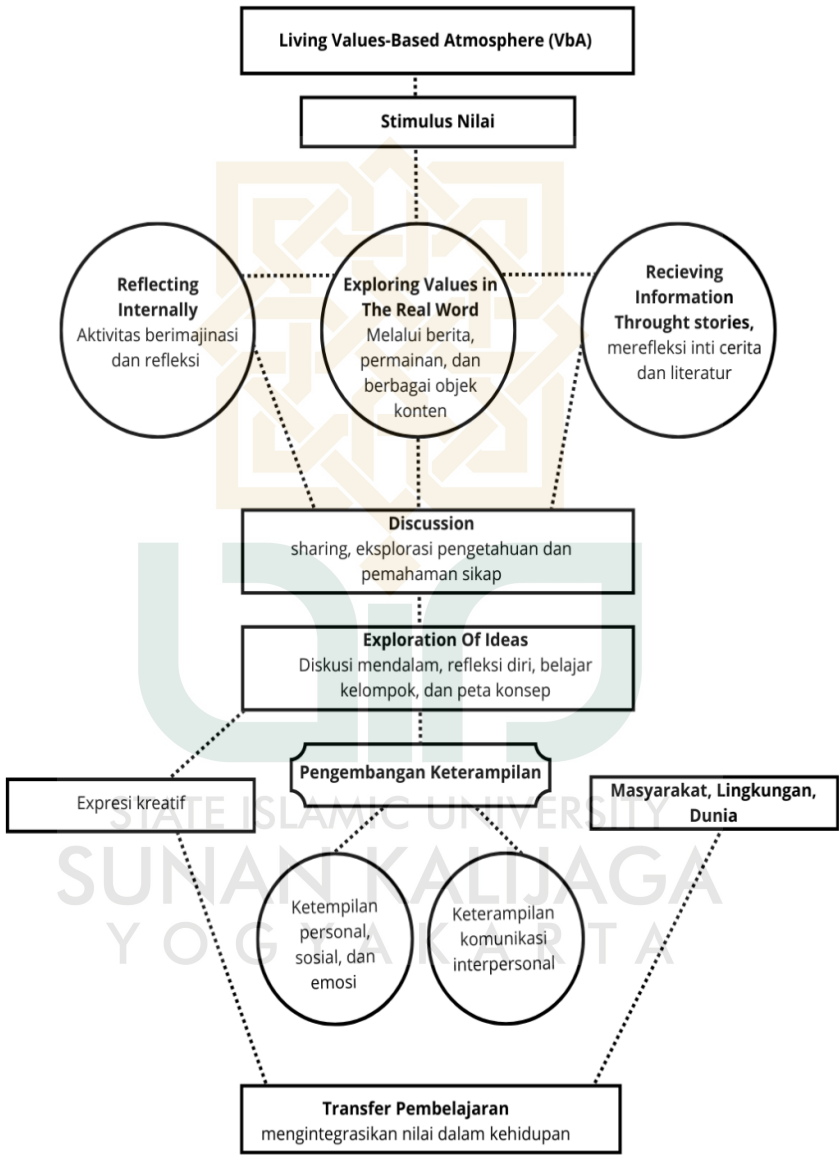 Living Values-Based Atmosphere (VbA)
Stimulus Nilai
Reflecting
Internally
Aktivitas berimajinasi
dan refleksi
Exploring Values in
The Real Word
Melalui berita,
permainan, dan
berbagai objek
konten
Recieving
Information
Throught stories,
merefleksi inti cerita
dan literatur
Discussion
sharing, eksplorasi pengetahuan dan
pemahaman sikap
Exploration Of Ideas
Diskusi mendalam, refleksi diri, belajar
kelompok, dan peta konsep
Pengembangan Keterampilan
Expresi kreatif
Masyarakat, Lingkungan,
Dunia
STATE ISLAMIC UNIVERSITY
SUNAN KALIJAGA
YOGYAKARTA
Ketempilan
personal,
sosial, dan
emosi
Keterampilan
komunikasi
interpersonal
Transfer Pembelajaran
mengintegrasikan nilai dalam kehidupan